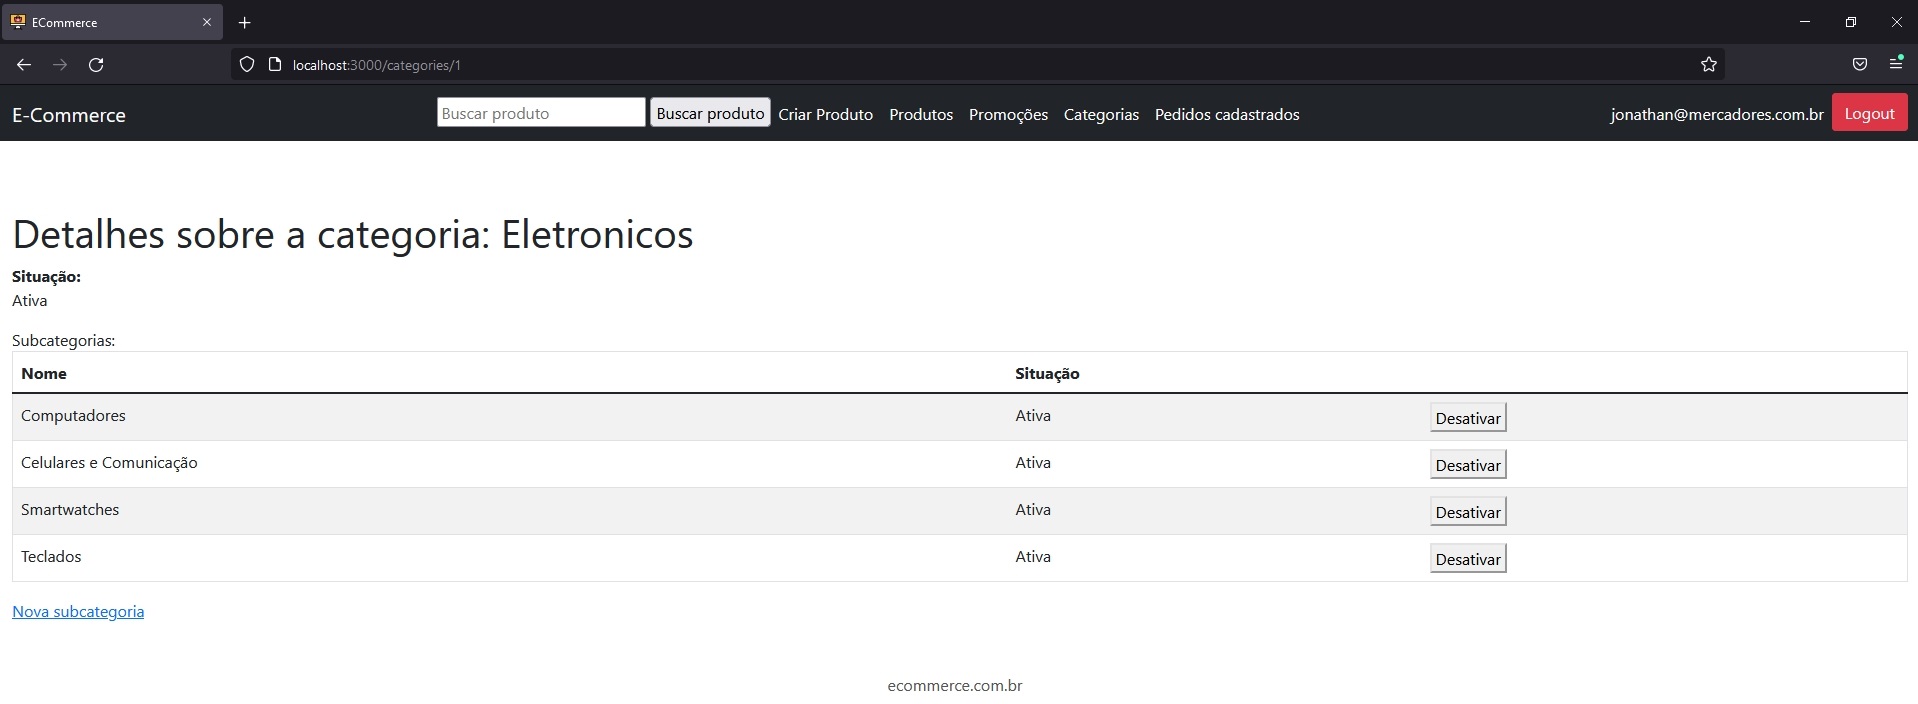 ECommerce
localhost:3000/categories/1
E-Commerce Buscar produto Buscar produto Criar Produto Produtos Promoções Categorias Pedidos cadastrados jonathan@mercadores.com.br Logout
Detalhes sobre a categoria: Eletronicos
Situação:
Ativa
Subcategorias:
Nome Situação
Computadores Ativa Desativar
Celulares e Comunicação Ativa Desativar
Smartwatches Ativa Desativar
Teclados Ativa Desativar
Nova subcategoria
ecommerce.com.br